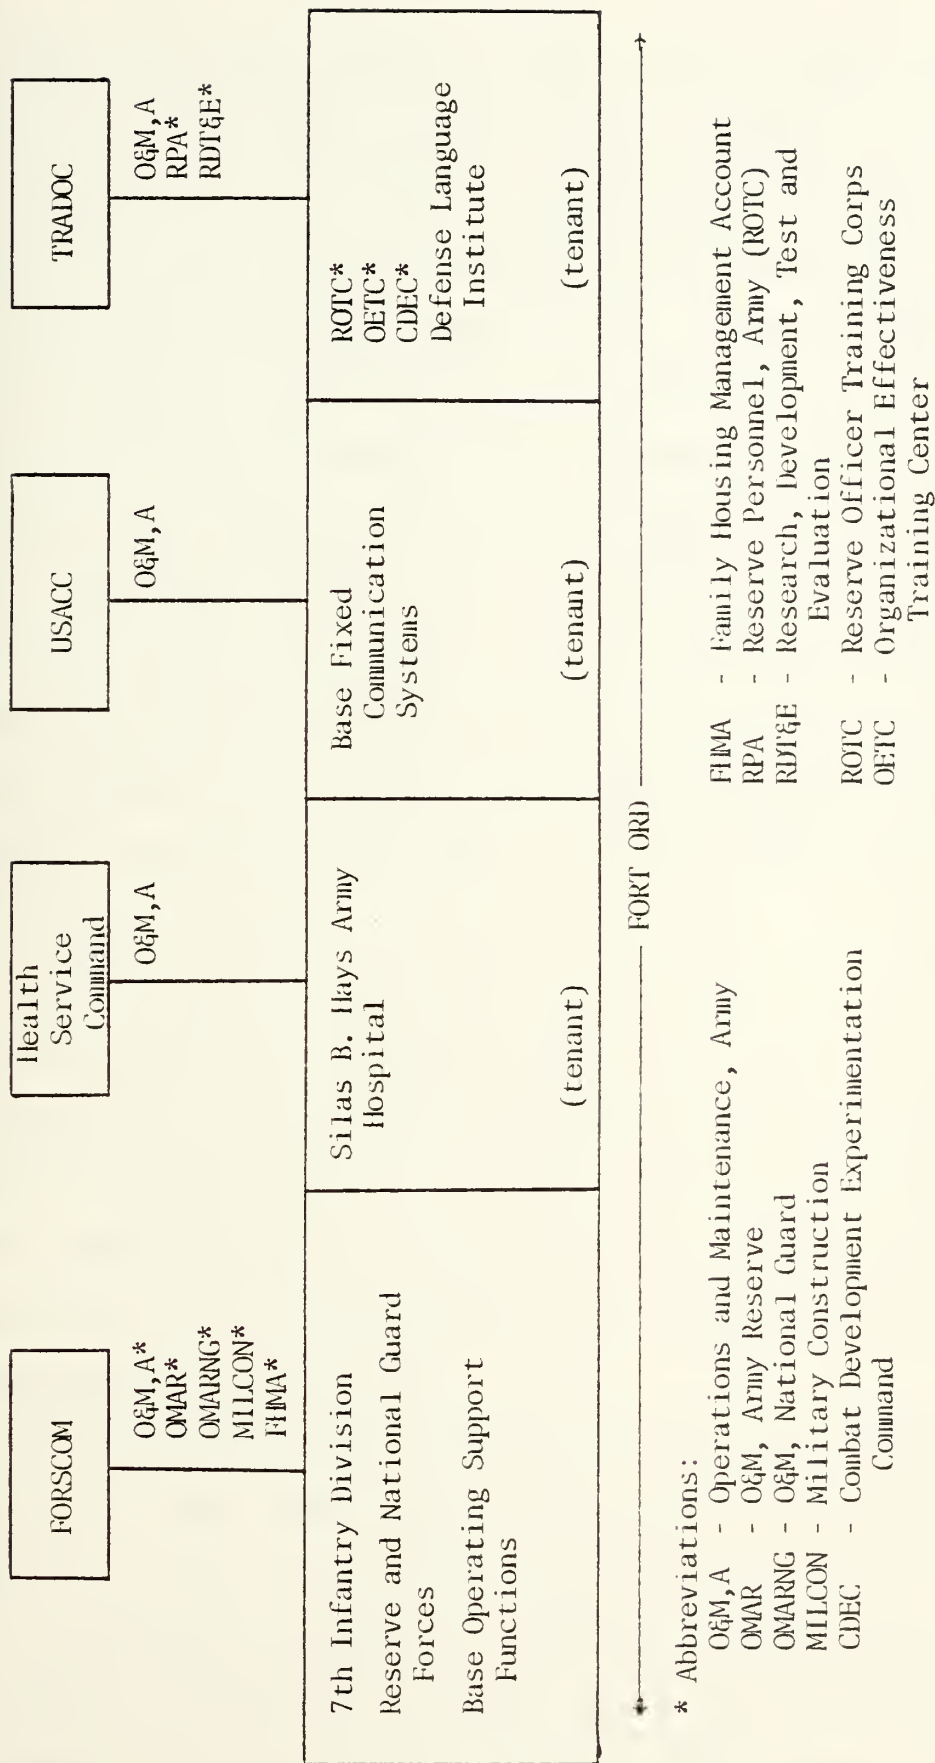 FORSCOM
O&M,A*
OMAR*
OMARNG*
MILCON*
FHMA*
7th Infantry Division
Reserve and National Guard
Forces
Base Operating Support
Functions
Health
Service
Command
O&M,A
Silas B. Hays Army
Hospital
(tenant)
USACC
O&M,A
Base Fixed
Communication
Systems
(tenant)
TRADOC
O&M,A
RPA*
RDT&E*
ROTC*
OETC*
CDEC*
Defense Language
Institute
(tenant)
FORT ORD
* Abbreviations:
O&M,A - Operations and Maintenance, Army
OMAR - O&M, Army Reserve
OMARNG - O&M, National Guard
MILCON - Military Construction
CDEC - Combat Development Experimentation
Command
FHMA - Family Housing Management Account
RPA - Reserve Personnel, Army (ROTC)
RDT&E - Research, Development, Test and
Evaluation
ROTC - Reserve Officer Training Corps
OETC - Organizational Effectiveness
Training Center